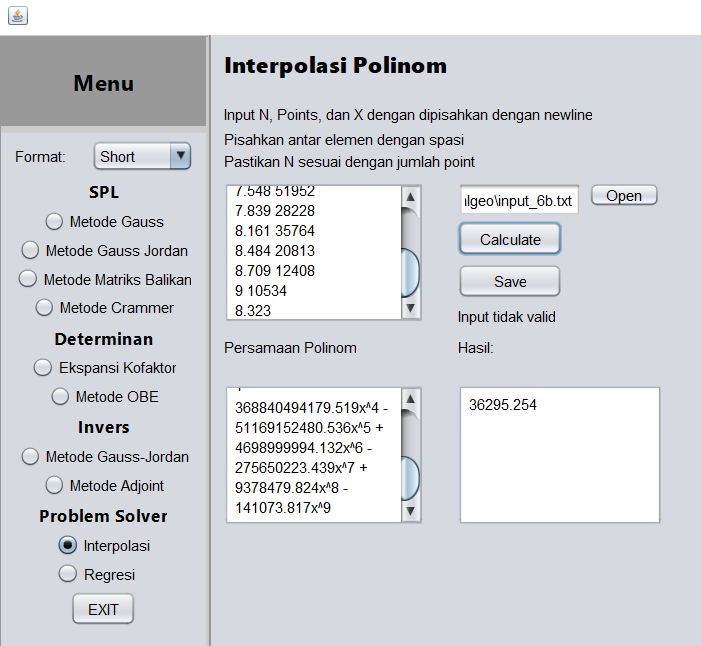 Menu
Format:
Short
SPL
Metode Gauss
Metode Gauss Jordan
Metode Matriks Balikan
Metode Crammer
Determinan
Ekspansi Kofaktor
Metode OBE
Invers
Metode Gauss-Jordan
Metode Adjoint
Problem Solver
Interpolasi
Regresi
EXIT
Interpolasi Polinom
Input N, Points, dan X dengan dipisahkan dengan newline
Pisahkan antar elemen dengan spasi
Pastikan N sesuai dengan jumlah point
7.548 51952
7.839 28228
8.161 35764
8.484 20813
8.709 12408
9 10534
8.323
ilgeo\input_6b.txt
Open
Calculate
Save
Input tidak valid
Persamaan Polinom
368840494179.519x^4 -
51169152480.536x^5 +
4698999994.132x^6 -
275650223.439x^7 +
9378479.824x^8 -
141073.817x^9
Hasil:
36295.254